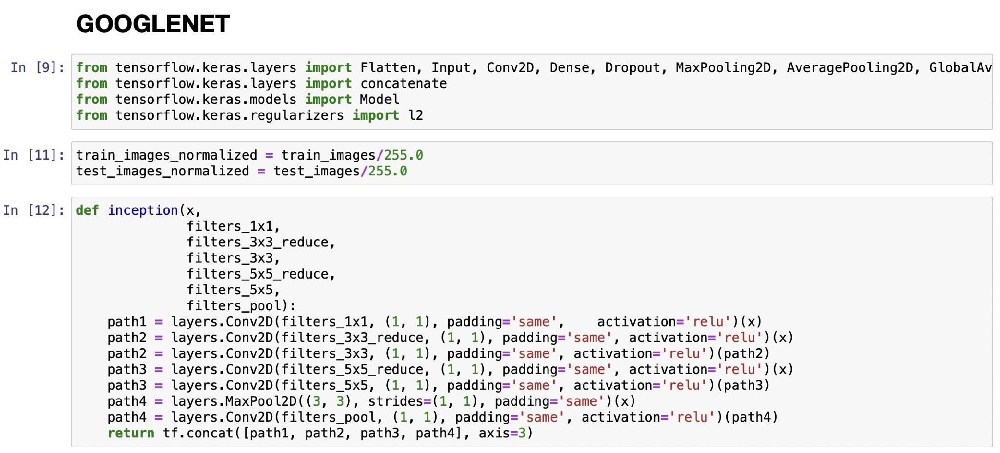 GOOGLENET
In [9]: from tensorflow.keras.layers import Flatten, Input, Conv2D, Dense, Dropout, MaxPooling2D, AveragePooling2D, GlobalAv
from tensorflow.keras.layers import concatenate
from tensorflow.keras.models import Model
from tensorflow.keras.regularizers import l2
In [11]: train_images_normalized = train_images/255.0
test_images_normalized = test_images/255.0
In [12]: def inception(x,
filters_1x1,
filters_3x3_reduce,
filters_3x3,
filters_5x5_reduce,
filters_5x5,
filters_pool):
path1 = layers.Conv2D(filters_1x1, (1, 1), padding='same',    activation='relu')(x)
path2 = layers.Conv2D(filters_3x3_reduce, (1, 1), padding='same', activation='relu')(x)
path2 = layers.Conv2D(filters_3x3, (1, 1), padding='same', activation='relu')(path2)
path3 = layers.Conv2D(filters_5x5_reduce, (1, 1), padding='same', activation='relu')(x)
path3 = layers.Conv2D(filters_5x5, (1, 1), padding='same', activation='relu')(path3)
path4 = layers.MaxPool2D((3, 3), strides=(1, 1), padding='same')(x)
path4 = layers.Conv2D(filters_pool, (1, 1), padding='same', activation='relu')(path4)
return tf.concat([path1, path2, path3, path4], axis=3)